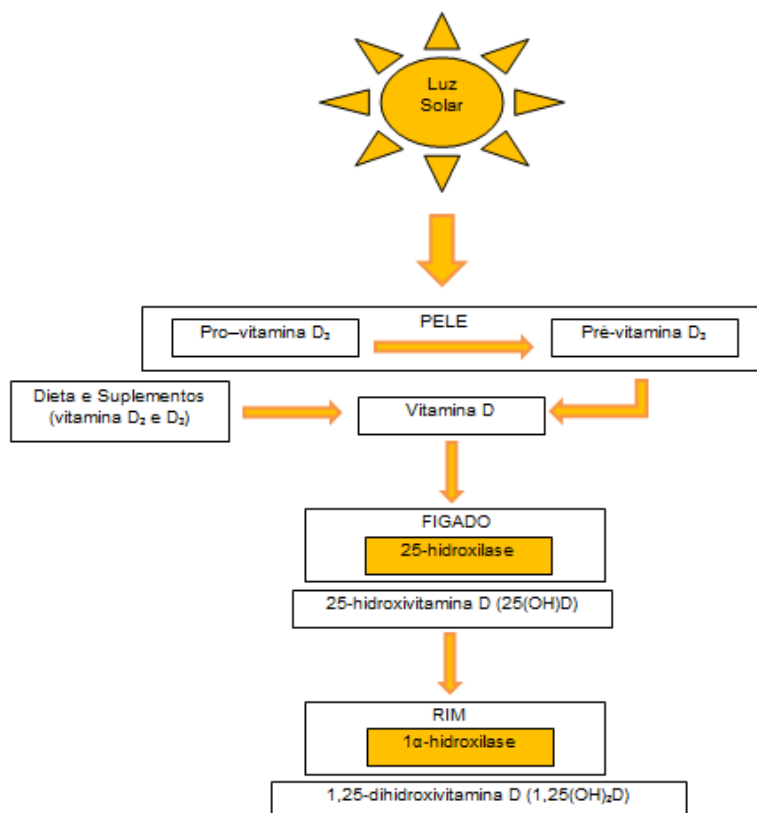 Luz
Solar
PELE
Pro–vitamina D₃
Pré-vitamina D₃
Dieta e Suplementos
(vitamina D₂ e D₃)
Vitamina D
FIGADO
25-hidroxilase
25-hidroxivitamina D (25(OH)D)
RIM
1α-hidroxilase
1,25-dihidroxivitamina D (1,25(OH)₂D)